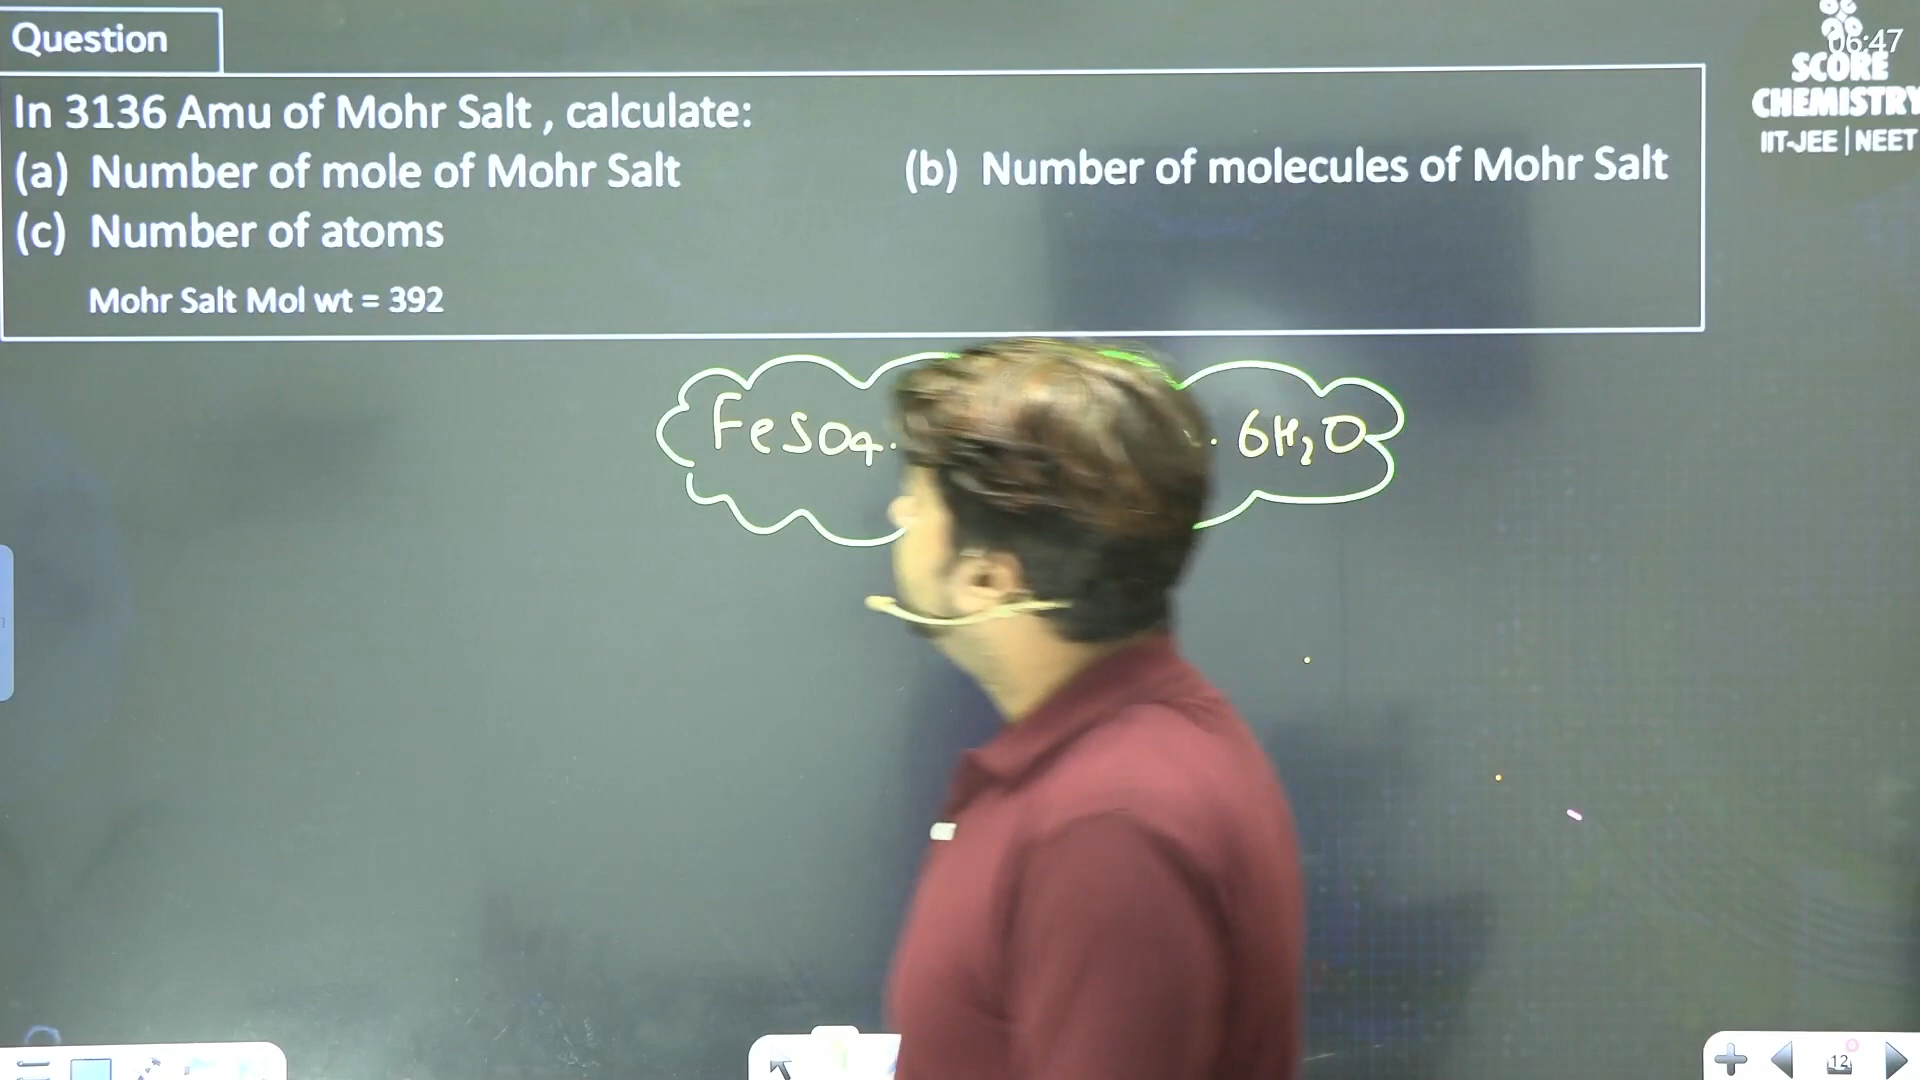 Question
06:47
SCORE
CHEMISTRY
IIT-JEE | NEET
In 3136 Amu of Mohr Salt , calculate:
(a) Number of mole of Mohr Salt
(b) Number of molecules of Mohr Salt
(c) Number of atoms
Mohr Salt Mol wt = 392
FeSO4. . 6H2O
12